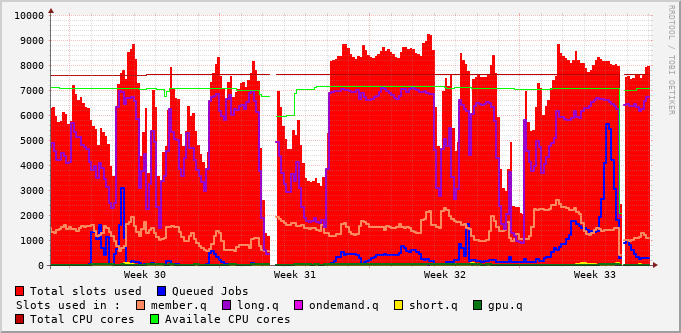 10000
9000
8000
7000
6000
5000
4000
3000
2000
1000
0
Week 30 Week 31 Week 32 Week 33
RRDTOOL / TOBI OETIKER
Total slots used Queued Jobs
Slots used in : member.q long.q ondemand.q short.q gpu.q
Total CPU cores Availale CPU cores